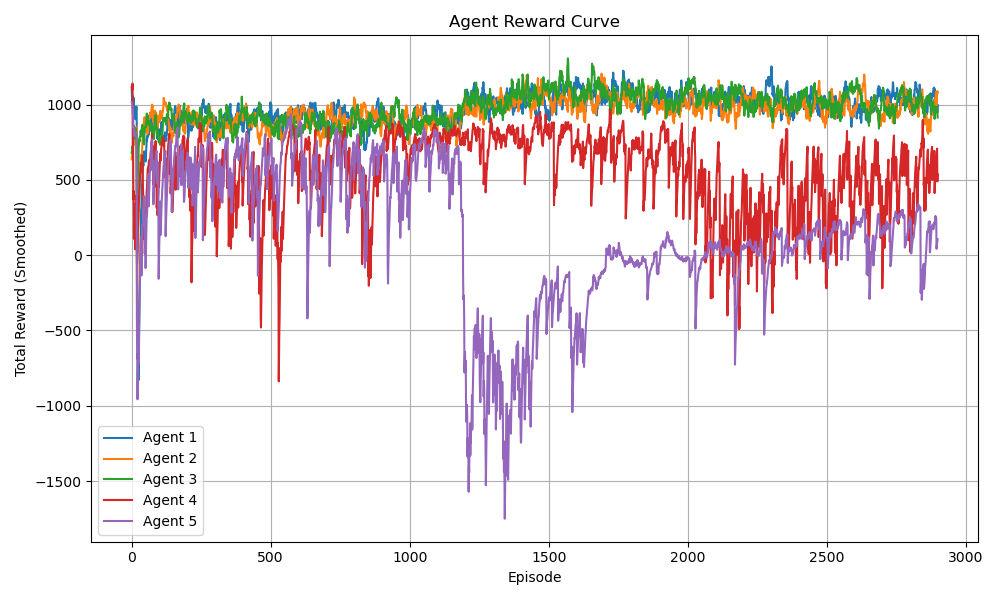 Agent Reward Curve
Total Reward (Smoothed)
1000
500
0
−500
−1000
−1500
Agent 1
Agent 2
Agent 3
Agent 4
Agent 5
0 500 1000 1500 2000 2500 3000
Episode